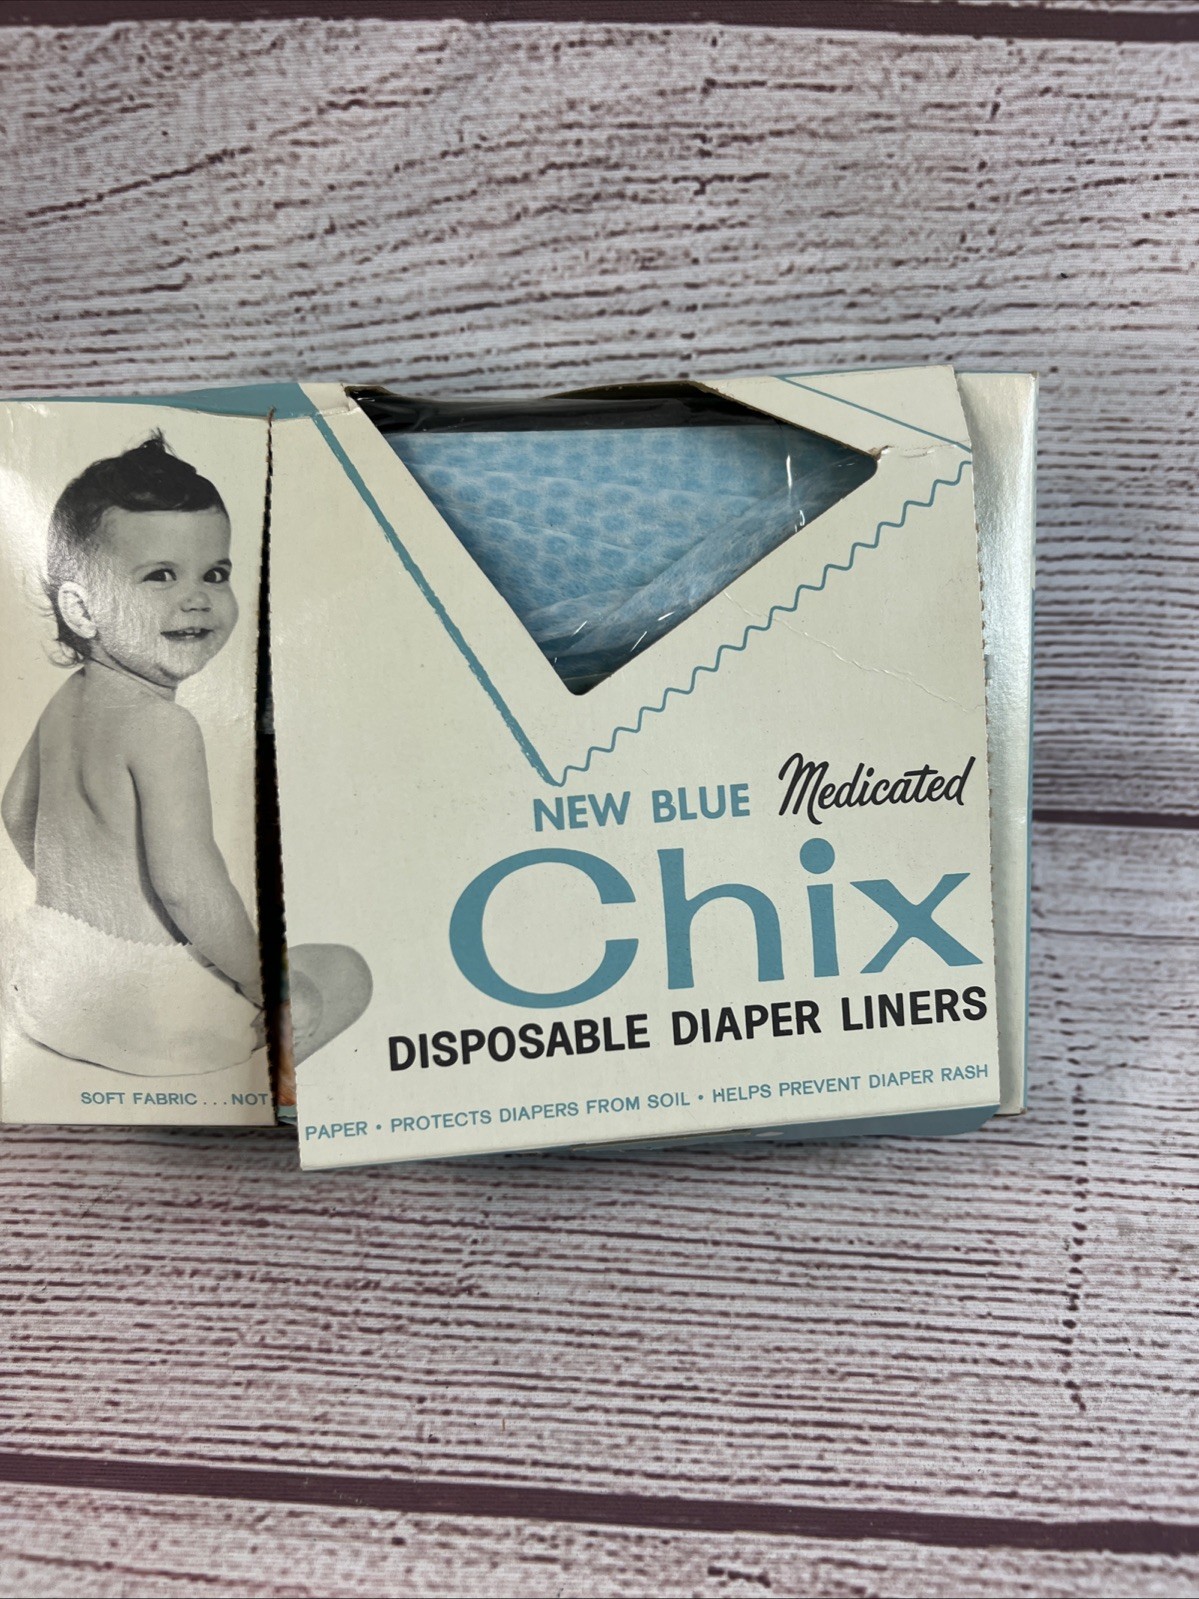 NEW BLUE Medicated
Chix
DISPOSABLE DIAPER LINERS
SOFT FABRIC... NOT PAPER • PROTECTS DIAPERS FROM SOIL • HELPS PREVENT DIAPER RASH